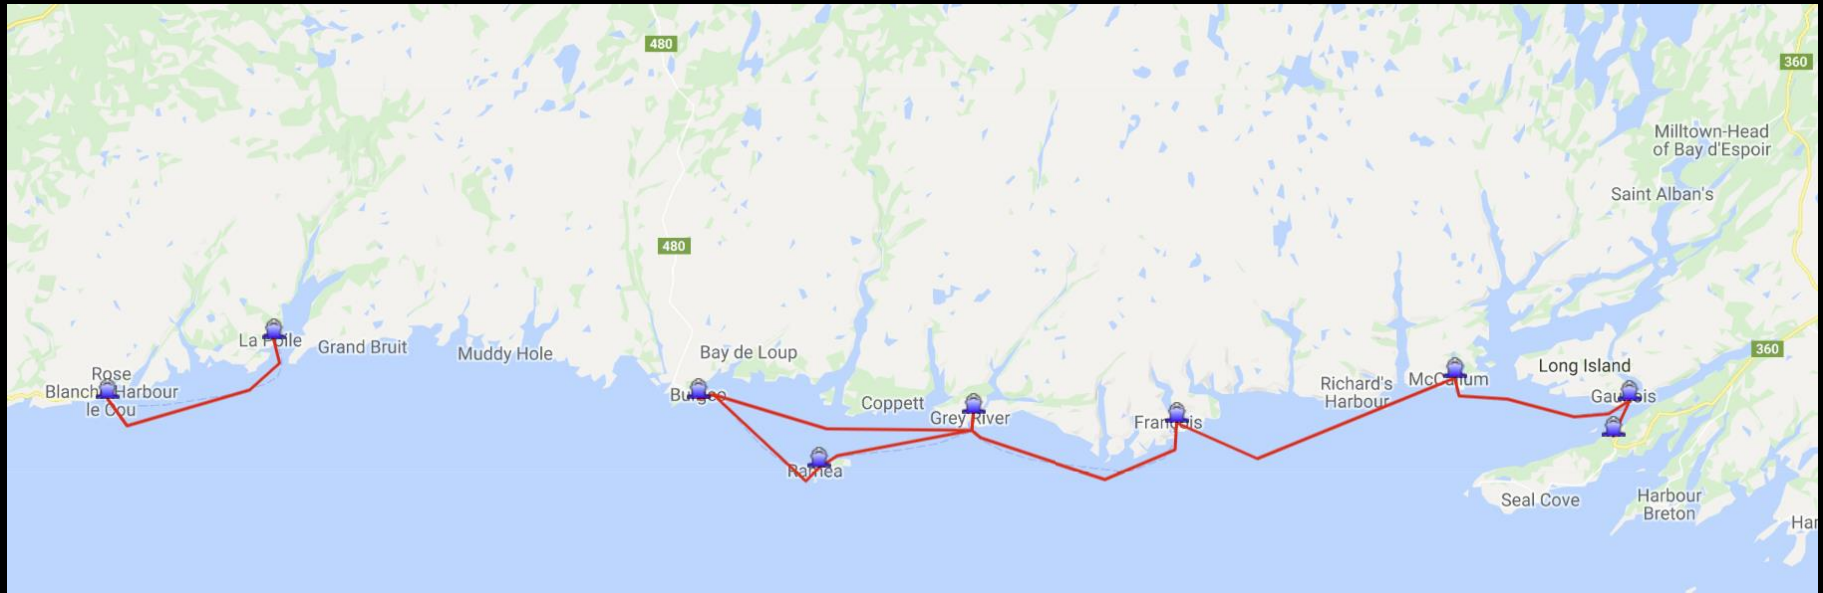 480
360
Milltown-Head
of Bay d'Espoir
Saint Alban's
480
La Poile
Grand Bruit
Muddy Hole
Bay de Loup
360
Long Island
Rose
Blanche Harbour
le Cou
Burgeo
Coppett
Grey River
Francois
Richard's
Harbour
McCallum
Gaultois
Ramea
Seal Cove
Harbour
Breton
Har